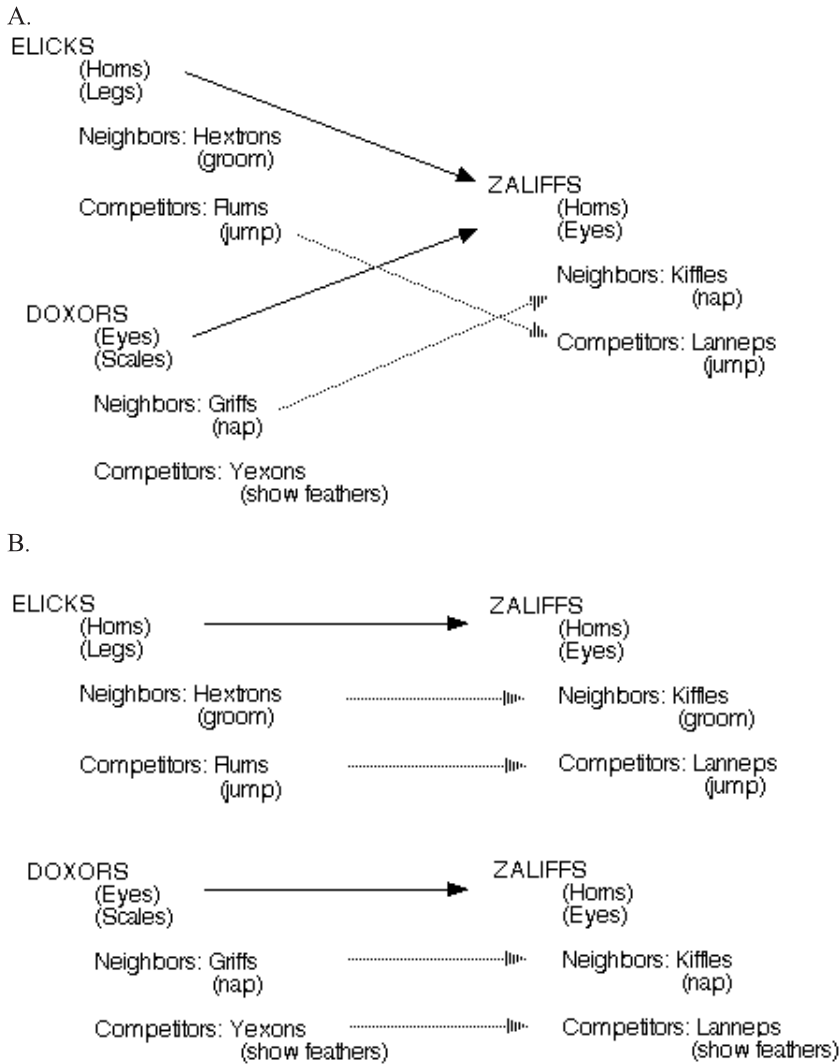 A.
ELICKS
(Horns)
(Legs)
Neighbors: Hextrons
(groom)
Competitors: Rums
(jump)
DOXORS
(Eyes)
(Scales)
Neighbors: Griffs
(nap)
Competitors: Yexons
(show feathers)
ZALIFFS
(Horns)
(Eyes)
Neighbors: Kiffles
(nap)
Competitors: Lanneps
(jump)
B.
ELICKS
(Horns)
(Legs)
Neighbors: Hextrons
(groom)
Competitors: Rums
(jump)
ZALIFFS
(Horns)
(Eyes)
Neighbors: Kiffles
(groom)
Competitors: Lanneps
(jump)
DOXORS
(Eyes)
(Scales)
Neighbors: Griffs
(nap)
Competitors: Yexons
(show feathers)
ZALIFFS
(Horns)
(Eyes)
Neighbors: Kiffles
(nap)
Competitors: Lanneps
(show feathers)